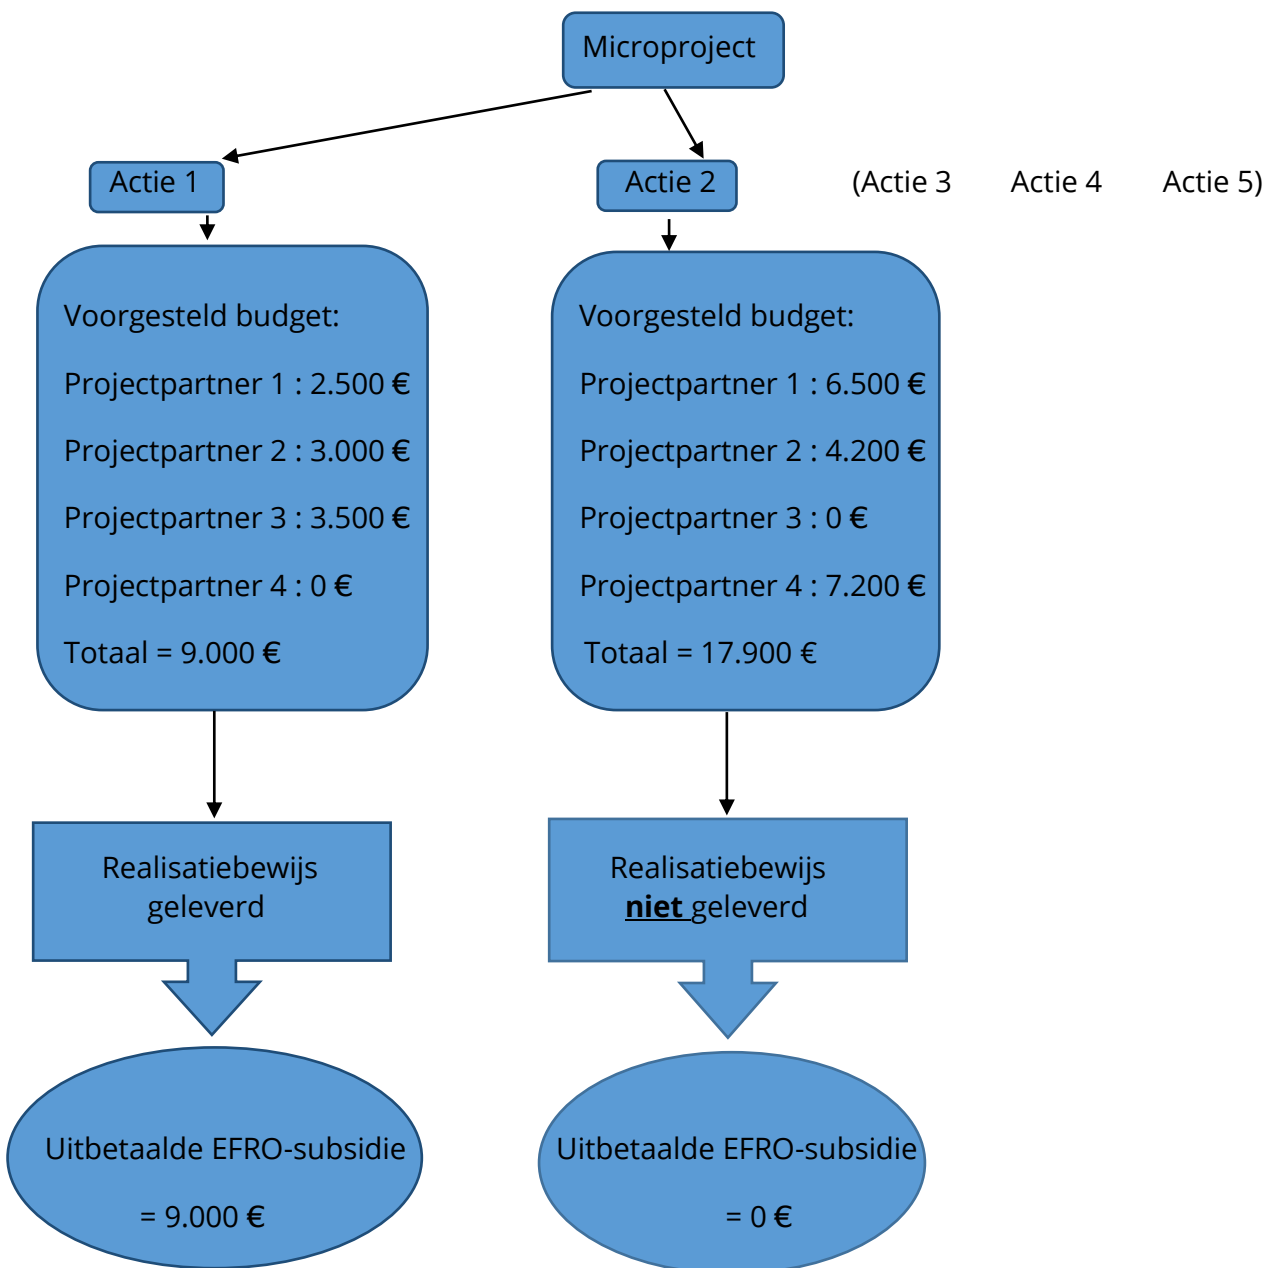 Microproject
Actie 1
Actie 2
(Actie 3 Actie 4 Actie 5)
Voorgesteld budget:
Projectpartner 1 : 2.500 €
Projectpartner 2 : 3.000 €
Projectpartner 3 : 3.500 €
Projectpartner 4 : 0 €
Totaal = 9.000 €
Voorgesteld budget:
Projectpartner 1 : 6.500 €
Projectpartner 2 : 4.200 €
Projectpartner 3 : 0 €
Projectpartner 4 : 7.200 €
Totaal = 17.900 €
Realisatiebewijs
geleverd
Realisatiebewijs
niet geleverd
Uitbetaalde EFRO-subsidie
= 9.000 €
Uitbetaalde EFRO-subsidie
= 0 €